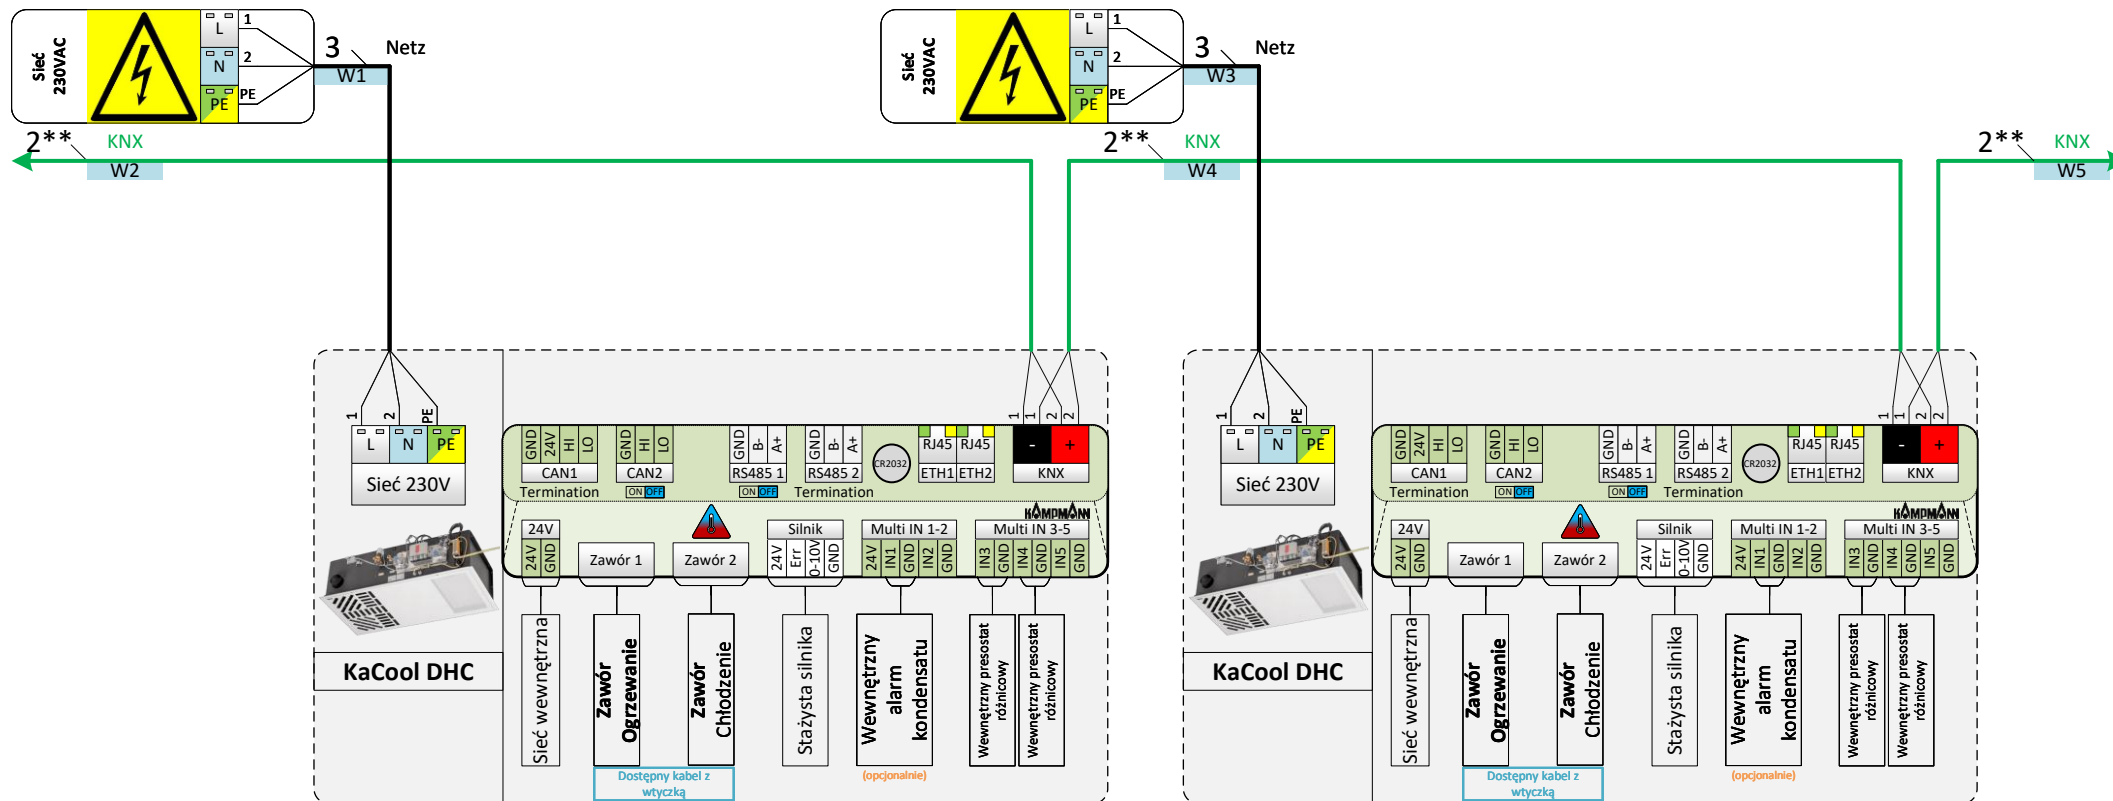 Sieć
230VAC
L
N
PE
1
2
PE
3
Netz
W1
2**
KNX
W2
Sieć
230VAC
L
N
PE
1
2
PE
3
Netz
W3
2**
KNX
W4
2**
KNX
W5
1
2
PE
L
N
PE
Sieć 230V
KaCool DHC
GND
24V
HI
LO
CAN1
GND
HI
LO
CAN2
Termination
ON OFF
GND
B-
A+
RS485 1
GND
B-
A+
RS485 2
ON OFF
Termination
CR2032
RJ45 RJ45
ETH1 ETH2
1
1
2
2
- +
KNX
KAMPMANN
24V
24V
GND
Zawór 1
Zawór 2
Silnik
24V
Err
0-10V
GND
Multi IN 1-2
24V
IN1
GND
IN2
GND
Multi IN 3-5
IN3
GND
IN4
GND
IN5
GND
Sieć wewnętrzna
Zawór
Ogrzewanie
Zawór
Chłodzenie
Dostępny kabel z
wtyczką
Stażysta silnika
Wewnętrzny
alarm
kondensatu
(opcjonalnie)
Wewnętrzny presostat
różnicowy
Wewnętrzny presostat
różnicowy
1
2
PE
L
N
PE
Sieć 230V
KaCool DHC
GND
24V
HI
LO
CAN1
GND
HI
LO
CAN2
Termination
ON OFF
GND
B-
A+
RS485 1
GND
B-
A+
RS485 2
ON OFF
Termination
CR2032
RJ45 RJ45
ETH1 ETH2
1
1
2
2
- +
KNX
KAMPMANN
24V
24V
GND
Zawór 1
Zawór 2
Silnik
24V
Err
0-10V
GND
Multi IN 1-2
24V
IN1
GND
IN2
GND
Multi IN 3-5
IN3
GND
IN4
GND
IN5
GND
Sieć wewnętrzna
Zawór
Ogrzewanie
Zawór
Chłodzenie
Dostępny kabel z
wtyczką
Stażysta silnika
Wewnętrzny
alarm
kondensatu
(opcjonalnie)
Wewnętrzny presostat
różnicowy
Wewnętrzny presostat
różnicowy